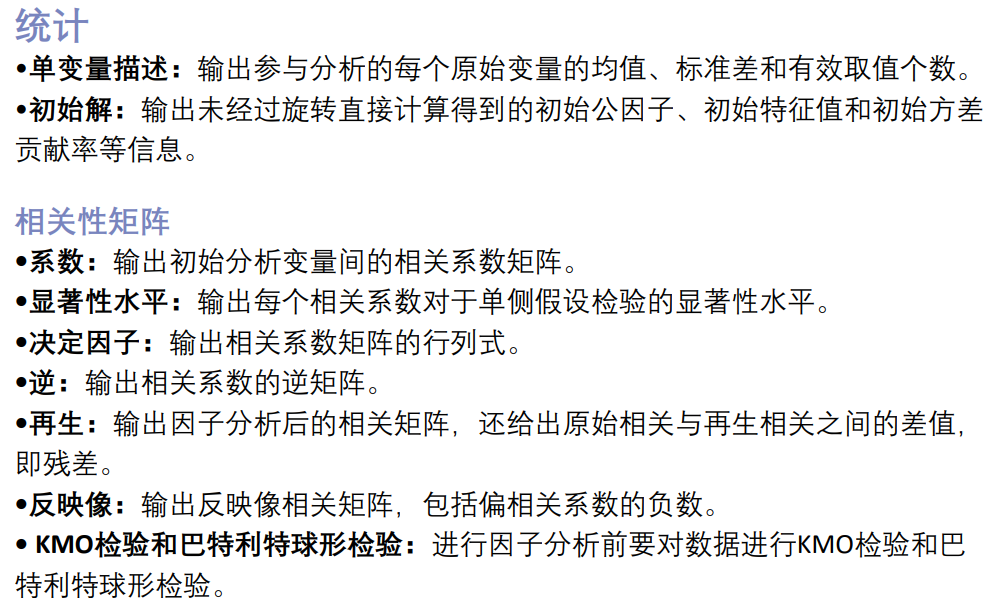 统计
•单变量描述：输出参与分析的每个原始变量的均值、标准差和有效取值个数。
•初始解：输出未经过旋转直接计算得到的初始公因子、初始特征值和初始方差
贡献率等信息。
相关性矩阵
•系数：输出初始分析变量间的相关系数矩阵。
•显著性水平：输出每个相关系数对于单侧假设检验的显著性水平。
•决定因子：输出相关系数矩阵的行列式。
•逆：输出相关系数的逆矩阵。
•再生：输出因子分析后的相关矩阵，还给出原始相关与再生相关之间的差值，
即残差。
•反映像：输出反映像相关矩阵，包括偏相关系数的负数。
• KMO检验和巴特利特球形检验：进行因子分析前要对数据进行KMO检验和巴
特利特球形检验。